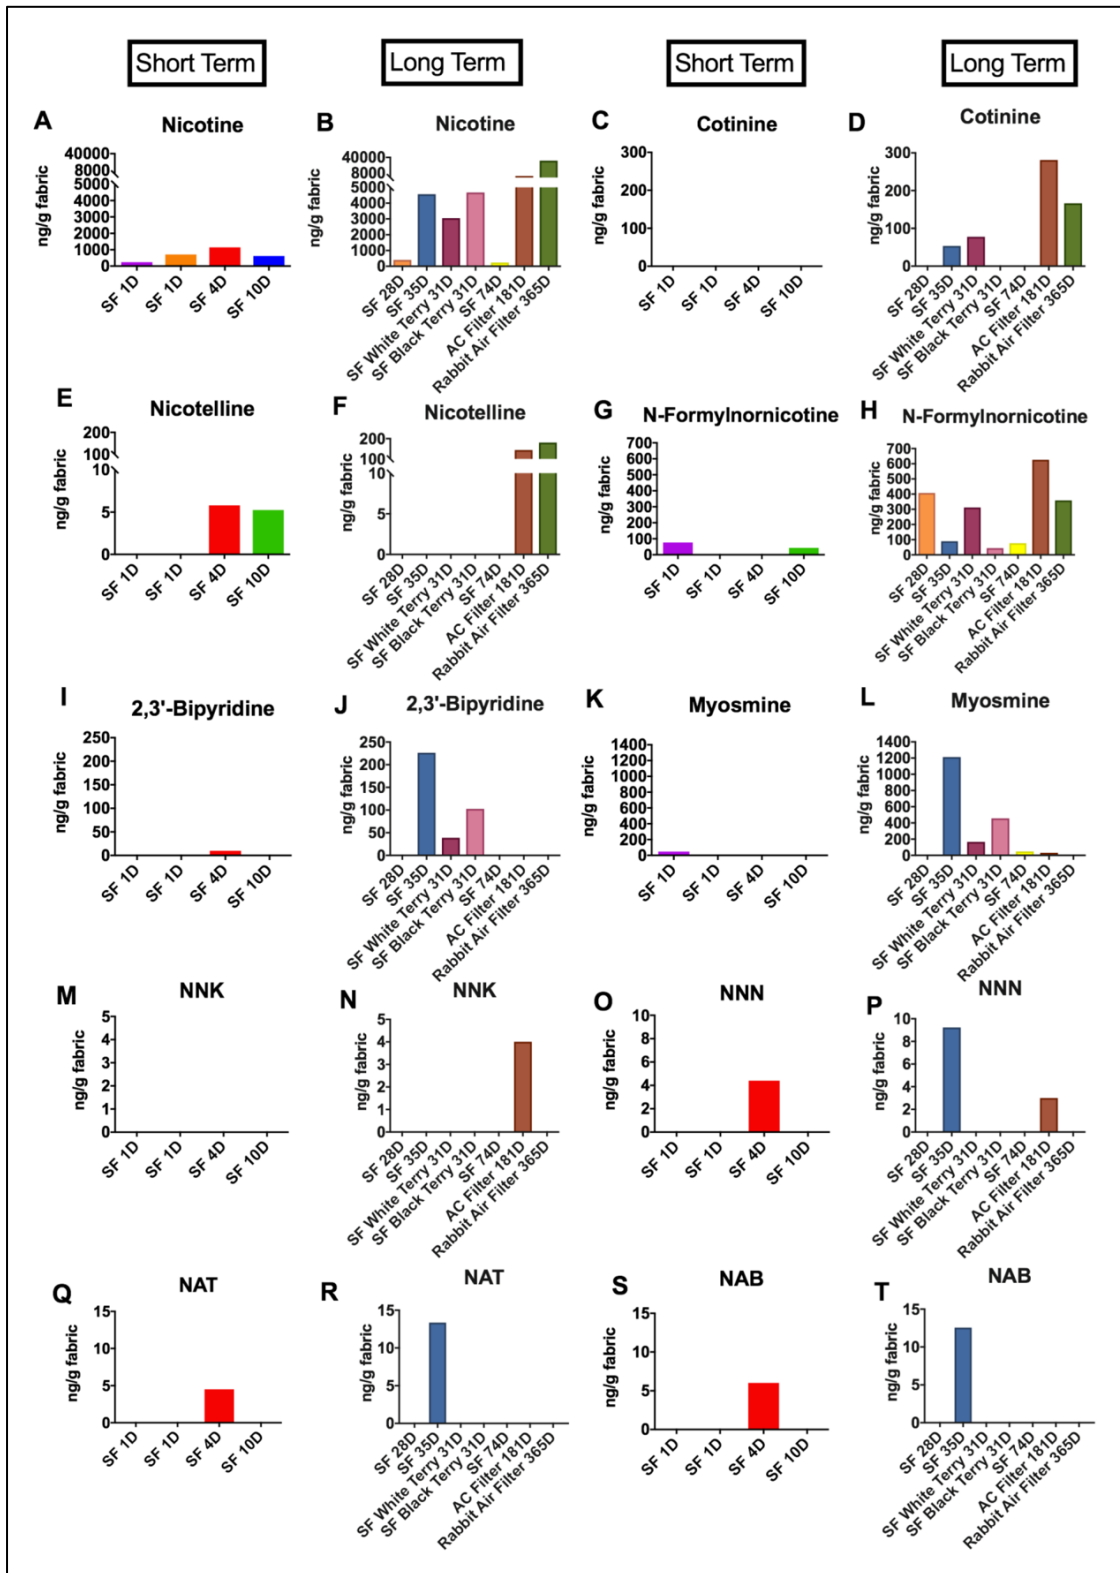 Short Term
Long Term
Short Term
Long Term
A
Nicotine
ng/g fabric
40000
8000
5000
4000
3000
2000
1000
0
SF 1D
SF 1D
SF 4D
SF 10D
B
Nicotine
ng/g fabric
40000
8000
5000
4000
3000
2000
1000
0
SF 28D
SF 35D
SF White Terry 31D
SF Black Terry 31D
SF 74D
AC Filter 181D
Rabbit Air Filter 365D
C
Cotinine
ng/g fabric
300
200
100
0
SF 1D
SF 1D
SF 4D
SF 10D
D
Cotinine
ng/g fabric
300
200
100
0
SF 28D
SF 35D
SF White Terry 31D
SF Black Terry 31D
SF 74D
AC Filter 181D
Rabbit Air Filter 365D
E
Nicotelline
ng/g fabric
200
100
10
5
0
SF 1D
SF 1D
SF 4D
SF 10D
F
Nicotelline
ng/g fabric
200
100
10
5
0
SF 28D
SF 35D
SF White Terry 31D
SF Black Terry 31D
SF 74D
AC Filter 181D
Rabbit Air Filter 365D
G
N-Formylnornicotine
ng/g fabric
700
600
500
400
300
200
100
0
SF 1D
SF 1D
SF 4D
SF 10D
H
N-Formylnornicotine
ng/g fabric
700
600
500
400
300
200
100
0
SF 28D
SF 35D
SF White Terry 31D
SF Black Terry 31D
SF 74D
AC Filter 181D
Rabbit Air Filter 365D
I
2,3'-Bipyridine
ng/g fabric
250
200
150
100
50
0
SF 1D
SF 1D
SF 4D
SF 10D
J
2,3'-Bipyridine
ng/g fabric
250
200
150
100
50
0
SF 28D
SF 35D
SF White Terry 31D
SF Black Terry 31D
SF 74D
AC Filter 181D
Rabbit Air Filter 365D
K
Myosmine
ng/g fabric
1400
1200
1000
800
600
400
200
0
SF 1D
SF 1D
SF 4D
SF 10D
L
Myosmine
ng/g fabric
1400
1200
1000
800
600
400
200
0
SF 28D
SF 35D
SF White Terry 31D
SF Black Terry 31D
SF 74D
AC Filter 181D
Rabbit Air Filter 365D
M
NNK
ng/g fabric
5
4
3
2
1
0
SF 1D
SF 1D
SF 4D
SF 10D
N
NNK
ng/g fabric
5
4
3
2
1
0
SF 28D
SF 35D
SF White Terry 31D
SF Black Terry 31D
SF 74D
AC Filter 181D
Rabbit Air Filter 365D
O
NNN
ng/g fabric
10
8
6
4
2
0
SF 1D
SF 1D
SF 4D
SF 10D
P
NNN
ng/g fabric
10
8
6
4
2
0
SF 28D
SF 35D
SF White Terry 31D
SF Black Terry 31D
SF 74D
AC Filter 181D
Rabbit Air Filter 365D
Q
NAT
ng/g fabric
15
10
5
0
SF 1D
SF 1D
SF 4D
SF 10D
R
NAT
ng/g fabric
15
10
5
0
SF 28D
SF 35D
SF White Terry 31D
SF Black Terry 31D
SF 74D
AC Filter 181D
Rabbit Air Filter 365D
S
NAB
ng/g fabric
15
10
5
0
SF 1D
SF 1D
SF 4D
SF 10D
T
NAB
ng/g fabric
15
10
5
0
SF 28D
SF 35D
SF White Terry 31D
SF Black Terry 31D
SF 74D
AC Filter 181D
Rabbit Air Filter 365D